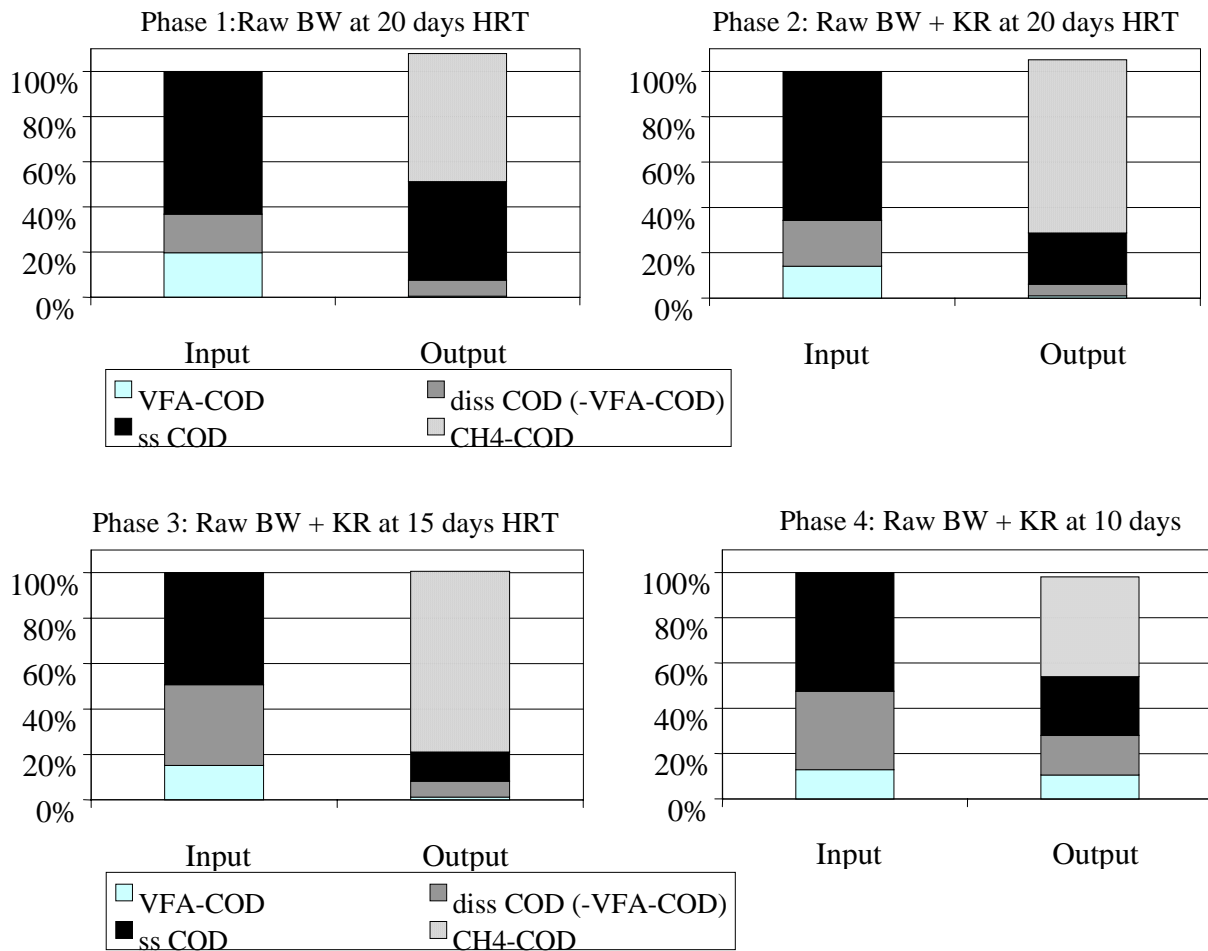 Phase 1:Raw BW at 20 days HRT
100%
80%
60%
40%
20%
0%
Input
Output
VFA-COD
diss COD (-VFA-COD)
ss COD
CH4-COD
Phase 2: Raw BW + KR at 20 days HRT
100%
80%
60%
40%
20%
0%
Input
Output
Phase 3: Raw BW + KR at 15 days HRT
100%
80%
60%
40%
20%
0%
Input
Output
VFA-COD
diss COD (-VFA-COD)
ss COD
CH4-COD
Phase 4: Raw BW + KR at 10 days
100%
80%
60%
40%
20%
0%
Input
Output